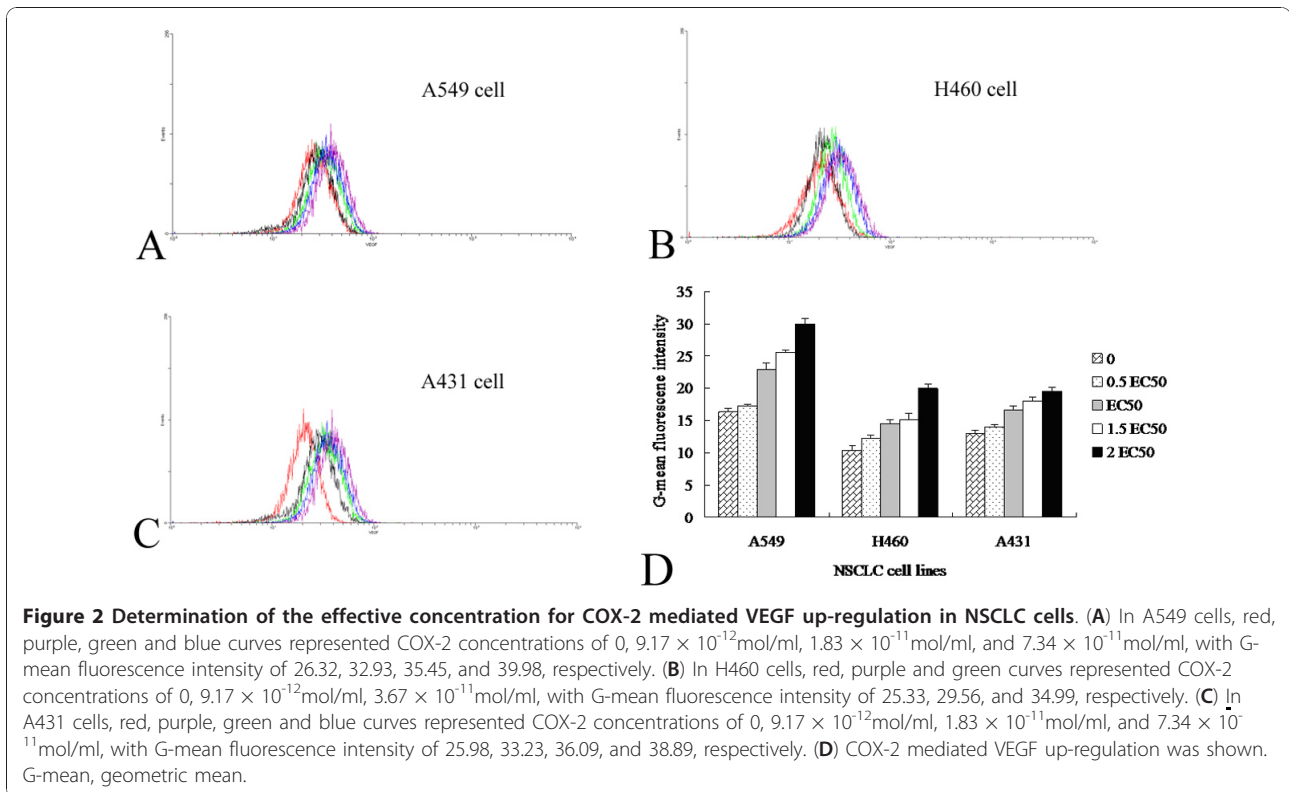 A549 cell
Events
VEGF
A
H460 cell
Events
VEGF
B
A431 cell
Events
VEGF
C
35
30
25
20
15
10
5
0
G-mean fluorescene intensity
A549 H460 A431
NSCLC cell lines
0
0.5 EC50
EC50
1.5 EC50
2 EC50
D
Figure 2 Determination of the effective concentration for COX-2 mediated VEGF up-regulation in NSCLC cells. (A) In A549 cells, red,
purple, green and blue curves represented COX-2 concentrations of 0, 9.17 × 10⁻¹²mol/ml, 1.83 × 10⁻¹¹mol/ml, and 7.34 × 10⁻¹¹mol/ml, with G-
mean fluorescence intensity of 26.32, 32.93, 35.45, and 39.98, respectively. (B) In H460 cells, red, purple and green curves represented COX-2
concentrations of 0, 9.17 × 10⁻¹²mol/ml, 3.67 × 10⁻¹¹mol/ml, with G-mean fluorescence intensity of 25.33, 29.56, and 34.99, respectively. (C) In
A431 cells, red, purple, green and blue curves represented COX-2 concentrations of 0, 9.17 × 10⁻¹²mol/ml, 1.83 × 10⁻¹¹mol/ml, and 7.34 × 10⁻
¹¹mol/ml, with G-mean fluorescence intensity of 25.98, 33.23, 36.09, and 38.89, respectively. (D) COX-2 mediated VEGF up-regulation was shown.
G-mean, geometric mean.